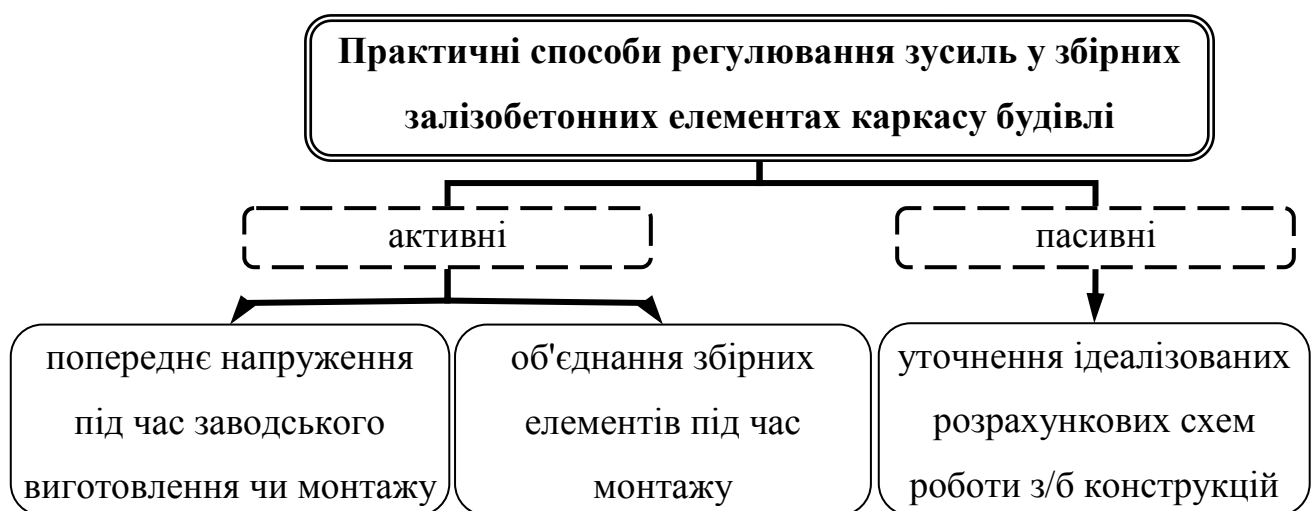 Практичні способи регулювання зусиль у збірних
залізобетонних елементах каркасу будівлі
активні
пасивні
попереднє напруження
під час заводського
виготовлення чи монтажу
об'єднання збірних
елементів під час
монтажу
уточнення ідеалізованих
розрахункових схем
роботи з/б конструкцій